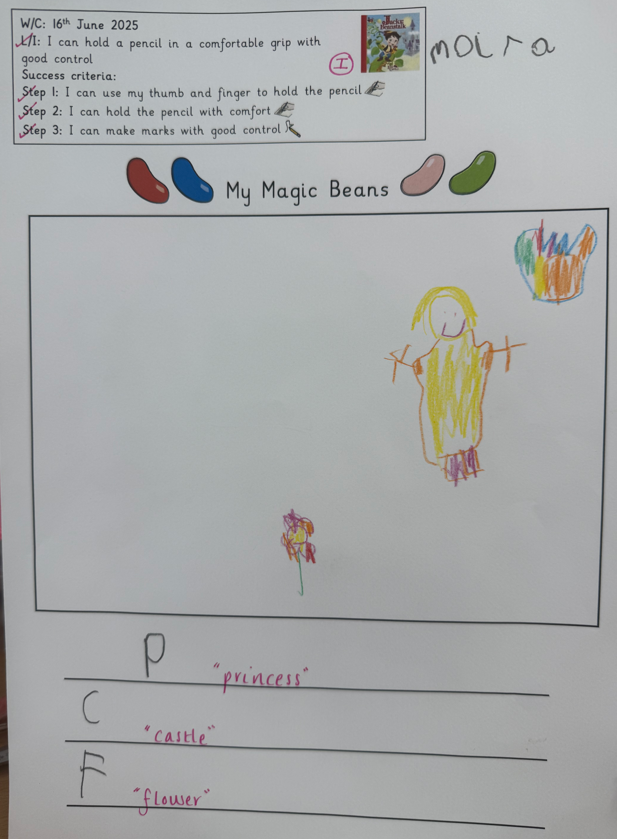 W/C: 16th June 2025
L/I: I can hold a pencil in a comfortable grip with
good control
Success criteria:
Step 1: I can use my thumb and finger to hold the pencil
Step 2: I can hold the pencil with comfort
Step 3: I can make marks with good control
I
moira
My Magic Beans
P
"princess"
C
"castle"
F
"flower"